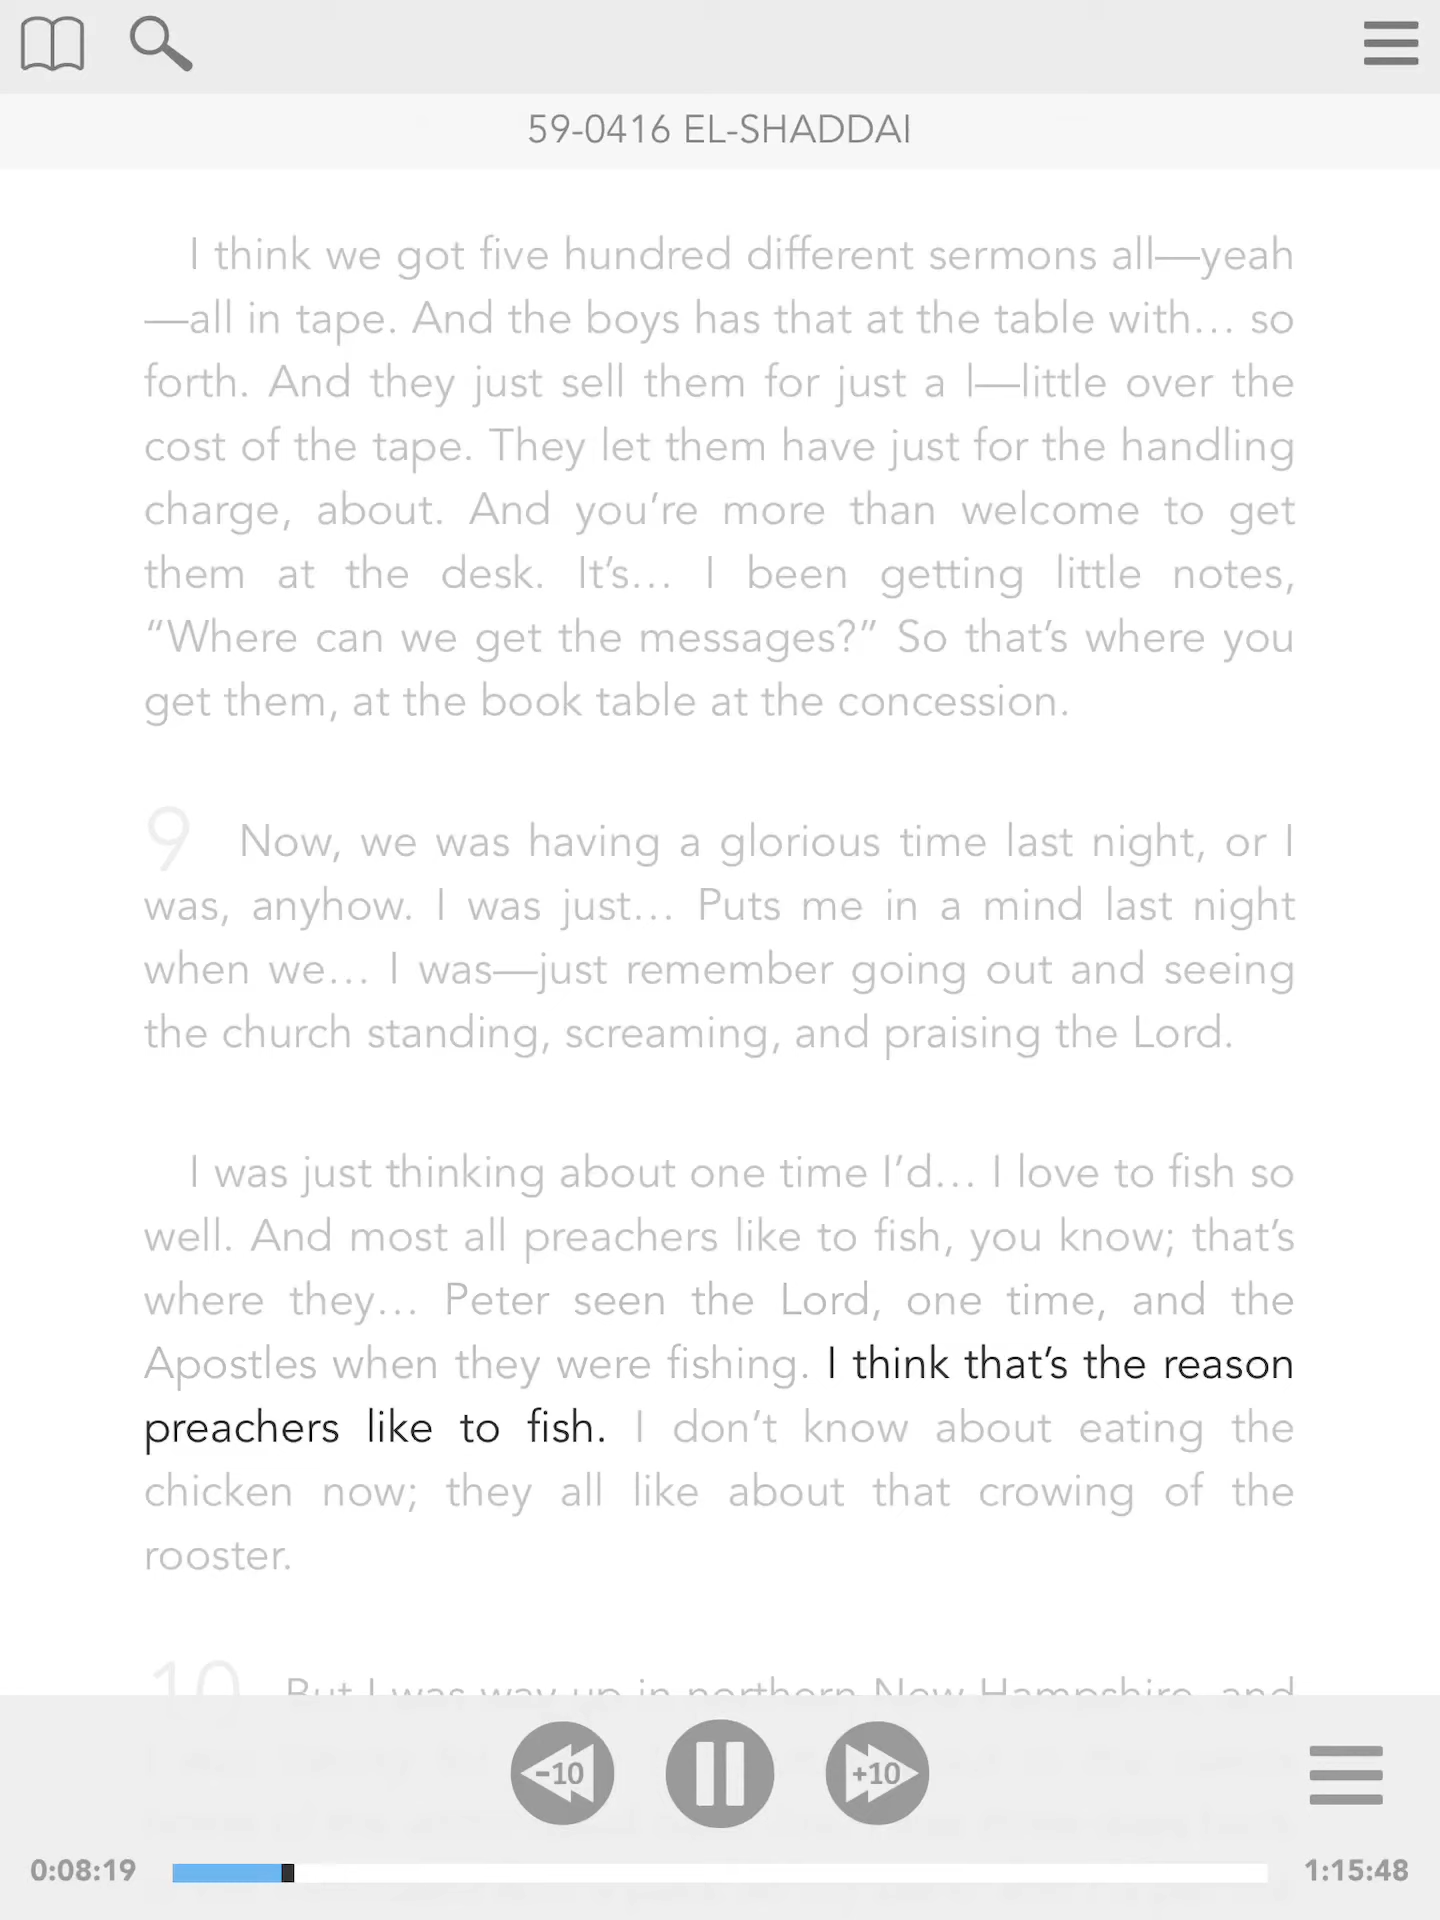 59-0416 EL-SHADDAI
I think we got five hundred different sermons all—yeah
—all in tape. And the boys has that at the table with… so
forth. And they just sell them for just a l—little over the
cost of the tape. They let them have just for the handling
charge, about. And you’re more than welcome to get
them at the desk. It’s… I been getting little notes,
“Where can we get the messages?” So that’s where you
get them, at the book table at the concession.
9 Now, we was having a glorious time last night, or I
was, anyhow. I was just… Puts me in a mind last night
when we… I was—just remember going out and seeing
the church standing, screaming, and praising the Lord.
I was just thinking about one time I’d… I love to fish so
well. And most all preachers like to fish, you know; that’s
where they… Peter seen the Lord, one time, and the
Apostles when they were fishing. I think that’s the reason
preachers like to fish. I don’t know about eating the
chicken now; they all like about that crowing of the
rooster.
10 But I was way up in northern New Hampshire, and
-10 +10
0:08:19 1:15:48